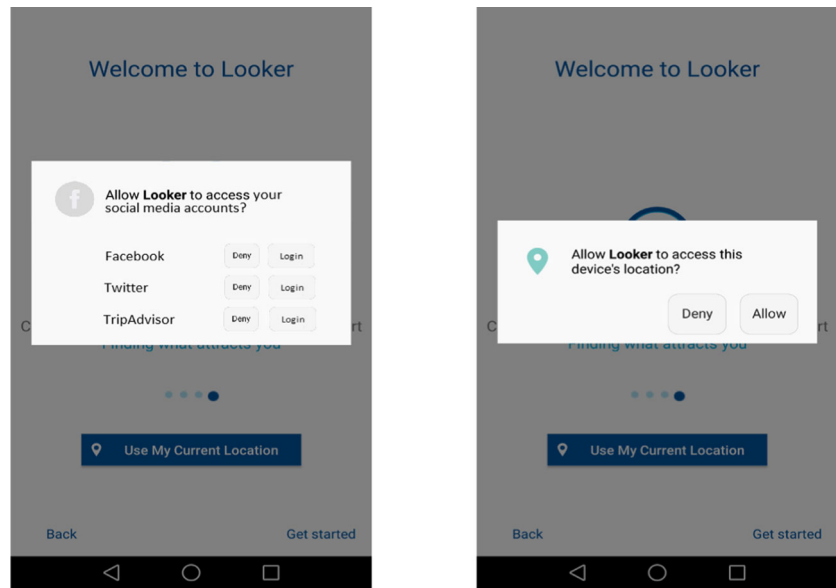 Welcome to Looker
Allow Looker to access your
social media accounts?
Facebook Deny Login
Twitter Deny Login
TripAdvisor Deny Login
C rt
Finding what attracts you
Use My Current Location
Back Get started
Welcome to Looker
Allow Looker to access this
device's location?
Deny Allow
C rt
Finding what attracts you
Use My Current Location
Back Get started